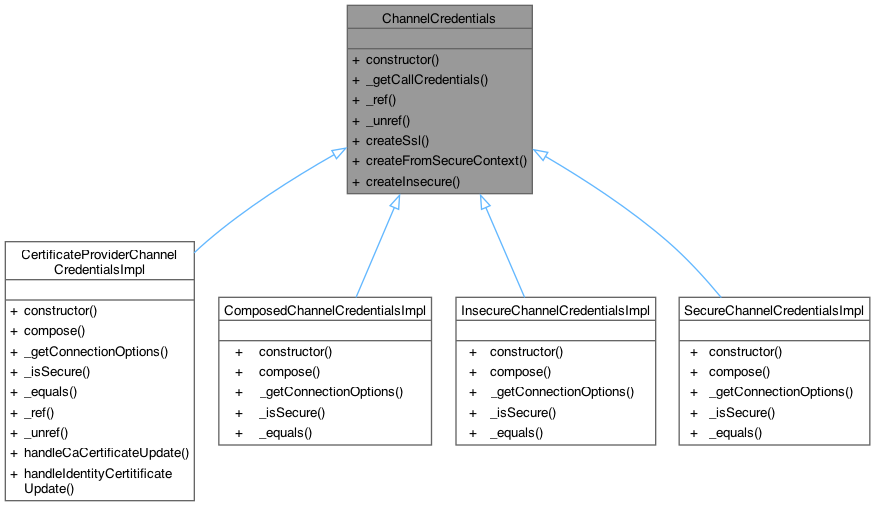 ChannelCredentials
+ constructor()
+ _getCallCredentials()
+ _ref()
+ _unref()
+ createSsl()
+ createFromSecureContext()
+ createInsecure()
CertificateProviderChannel
CredentialsImpl
+ constructor()
+ compose()
+ _getConnectionOptions()
+ _isSecure()
+ _equals()
+ _ref()
+ _unref()
+ handleCaCertificateUpdate()
+ handleIdentityCertitificate
Update()
ComposedChannelCredentialsImpl
+ constructor()
+ compose()
+ _getConnectionOptions()
+ _isSecure()
+ _equals()
InsecureChannelCredentialsImpl
+ constructor()
+ compose()
+ _getConnectionOptions()
+ _isSecure()
+ _equals()
SecureChannelCredentialsImpl
+ constructor()
+ compose()
+ _getConnectionOptions()
+ _isSecure()
+ _equals()